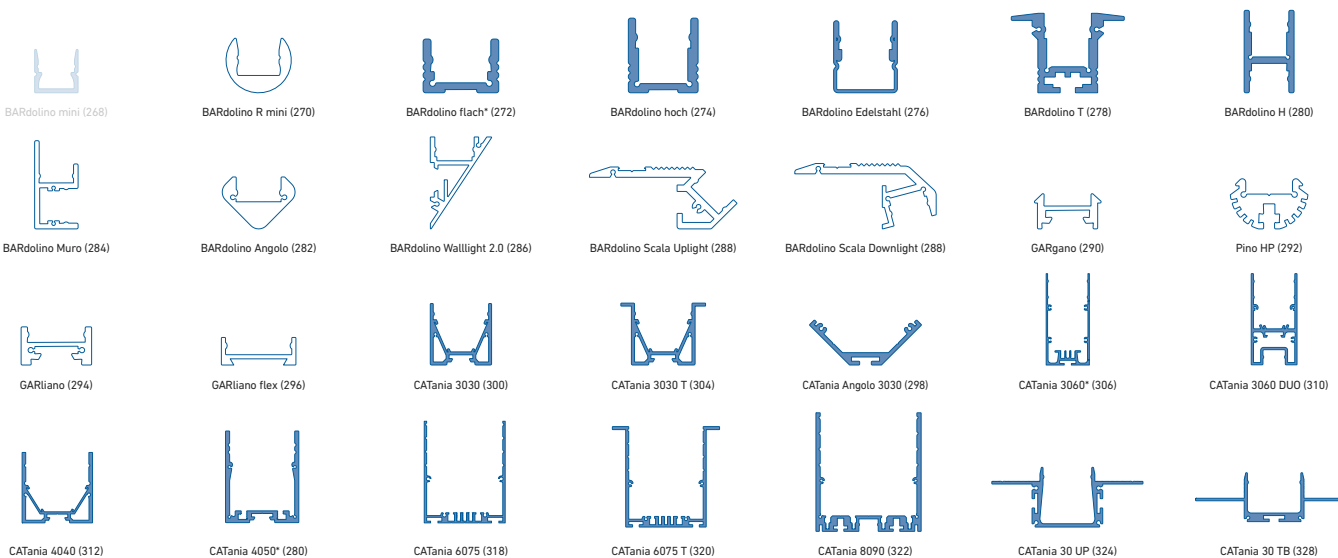 BARdolino mini (268)
BARdolino R mini (270)
BARdolino flach* (272)
BARdolino hoch (274)
BARdolino Edelstahl (276)
BARdolino T (278)
BARdolino H (280)
BARdolino Muro (284)
BARdolino Angolo (282)
BARdolino Walllight 2.0 (286)
BARdolino Scala Uplight (288)
BARdolino Scala Downlight (288)
GARgano (290)
Pino HP (292)
GARliano (294)
GARliano flex (296)
CATania 3030 (300)
CATania 3030 T (304)
CATania Angolo 3030 (298)
CATania 3060* (306)
CATania 3060 DUO (310)
CATania 4040 (312)
CATania 4050* (280)
CATania 6075 (318)
CATania 6075 T (320)
CATania 8090 (322)
CATania 30 UP (324)
CATania 30 TB (328)